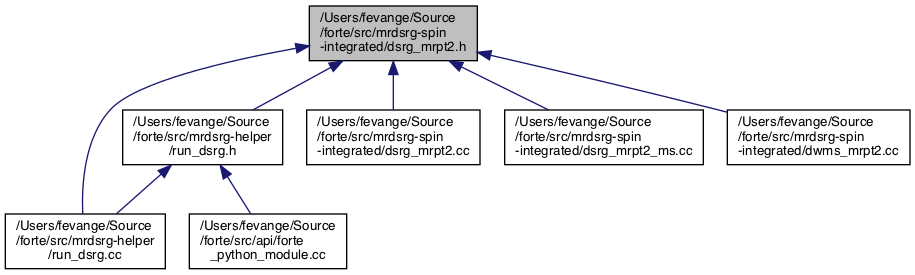 /Users/fevange/Source
/forte/src/mrdsrg-spin
-integrated/dsrg_mrpt2.h
/Users/fevange/Source
/forte/src/mrdsrg-helper
/run_dsrg.h
/Users/fevange/Source
/forte/src/mrdsrg-spin
-integrated/dsrg_mrpt2.cc
/Users/fevange/Source
/forte/src/mrdsrg-spin
-integrated/dsrg_mrpt2_ms.cc
/Users/fevange/Source
/forte/src/mrdsrg-spin
-integrated/dwms_mrpt2.cc
/Users/fevange/Source
/forte/src/mrdsrg-helper
/run_dsrg.cc
/Users/fevange/Source
/forte/src/api/forte
_python_module.cc